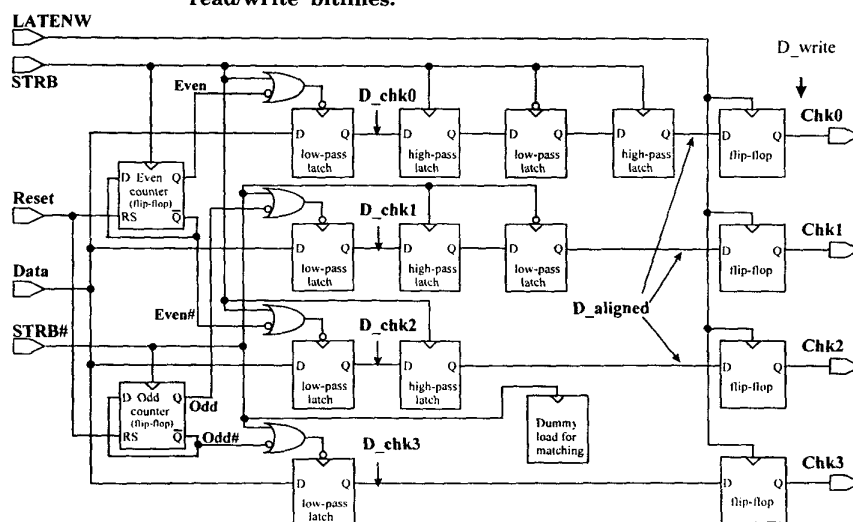 read/write bitlines.
LATENW
STRB
D_write
Even
D_chk0
Chk0
D Q
low-pass
latch
D Q
high-pass
latch
D Q
low-pass
latch
D Q
high-pass
latch
D Q
flip-flop
D Even Q
counter
(flip-flop)
RS Q
Reset
D_chk1
Chk1
D Q
low-pass
latch
D Q
high-pass
latch
D Q
low-pass
latch
D Q
flip-flop
Data
D_aligned
Even#
STRB#
D_chk2
Chk2
D Q
low-pass
latch
D Q
high-pass
latch
D Q
flip-flop
D Odd Q
counter
(flip-flop)
RS Q
Odd
Odd#
Dummy
load for
matching
D_chk3
Chk3
D Q
low-pass
latch
D Q
flip-flop